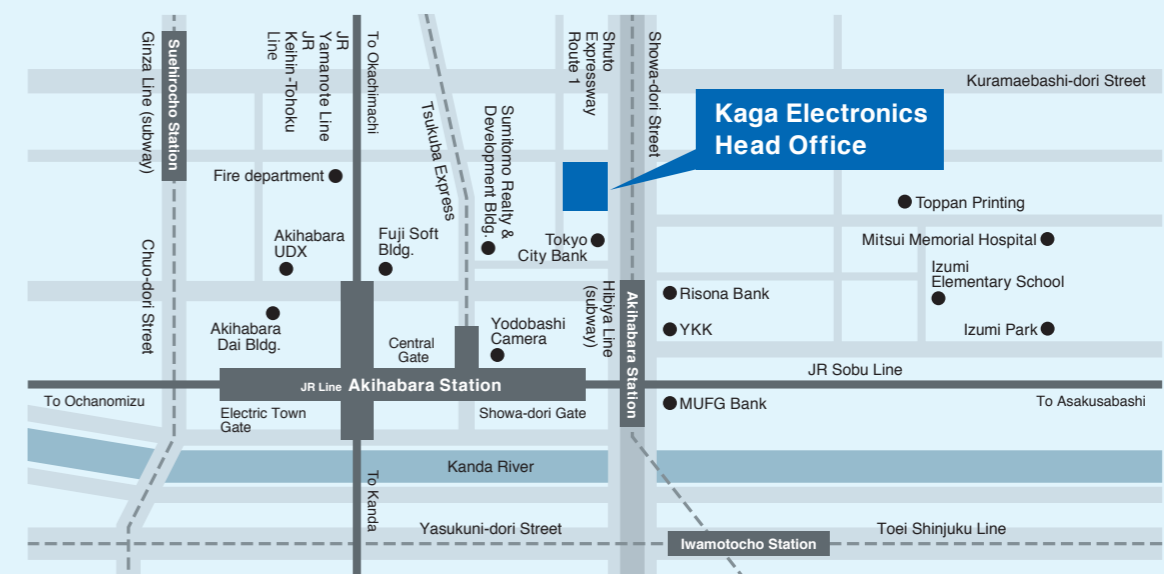 Ginza Line (subway)
Suehirocho Station
JR
Yamanote Line
JR
Keihin-Tohoku
Line
To Okachimachi
Shuto
Expressway
Route 1
Showa-dori Street
Kuramaebashi-dori Street
Kaga Electronics
Head Office
Tsukuba Express
Sumitomo Realty &
Development Bldg.
Fire department
Toppan Printing
Chuo-dori Street
Akihabara
UDX
Fuji Soft
Bldg.
Tokyo
City Bank
Mitsui Memorial Hospital
Izumi
Elementary School
Hibiya Line
(subway)
Akihabara Station
Risona Bank
Akihabara
Dai Bldg.
Central
Gate
Yodobashi
Camera
YKK
Izumi Park
JR Line Akihabara Station
JR Sobu Line
To Ochanomizu
Electric Town
Gate
Showa-dori Gate
MUFG Bank
To Asakusabashi
Kanda River
To Kanda
Yasukuni-dori Street
Toei Shinjuku Line
Iwamotocho Station